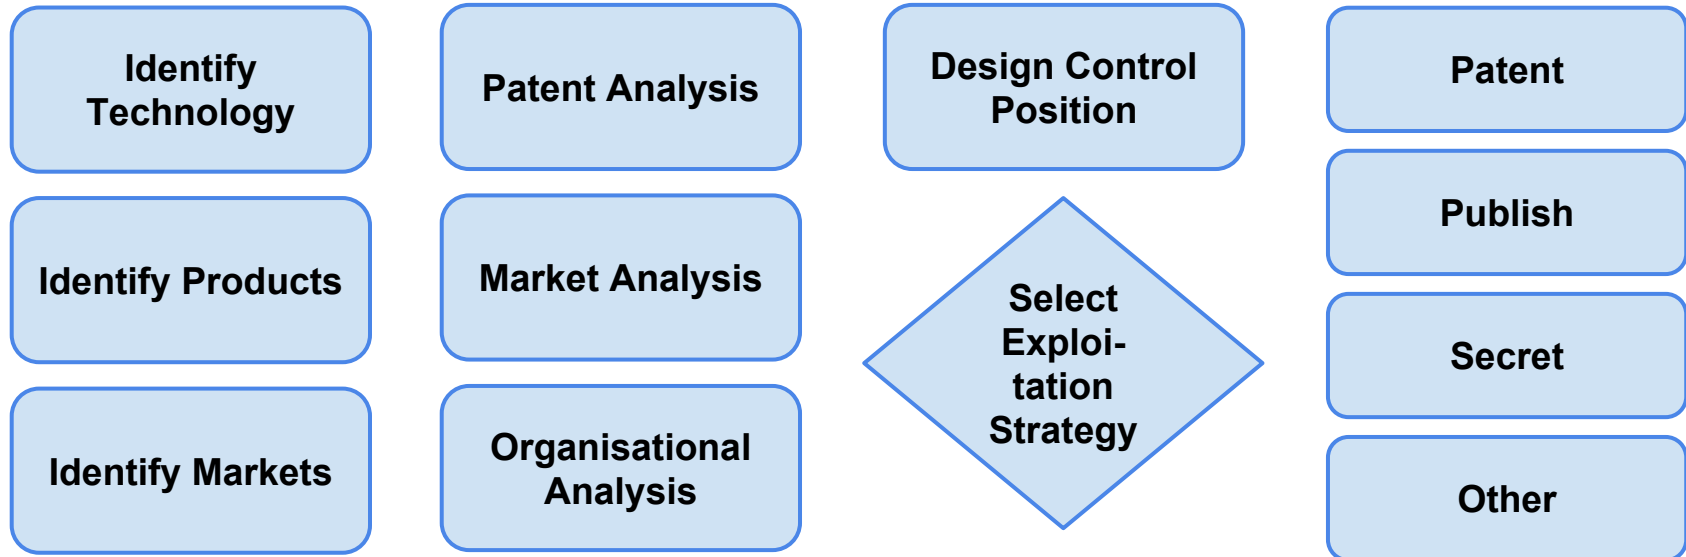 Identify
Technology
Identify Products
Identify Markets
Patent Analysis
Market Analysis
Organisational
Analysis
Design Control
Position
Select
Exploi-
tation
Strategy
Patent
Publish
Secret
Other